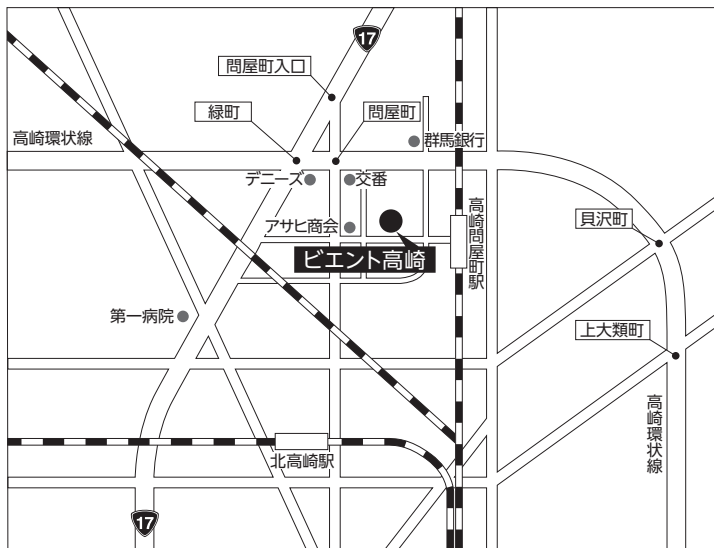 17
問屋町入口
緑町
問屋町
高崎環状線
群馬銀行
デニーズ
交番
アサヒ商会
高崎問屋町駅
貝沢町
ビエント高崎
第一病院
上大類町
高崎環状線
北高崎駅
17